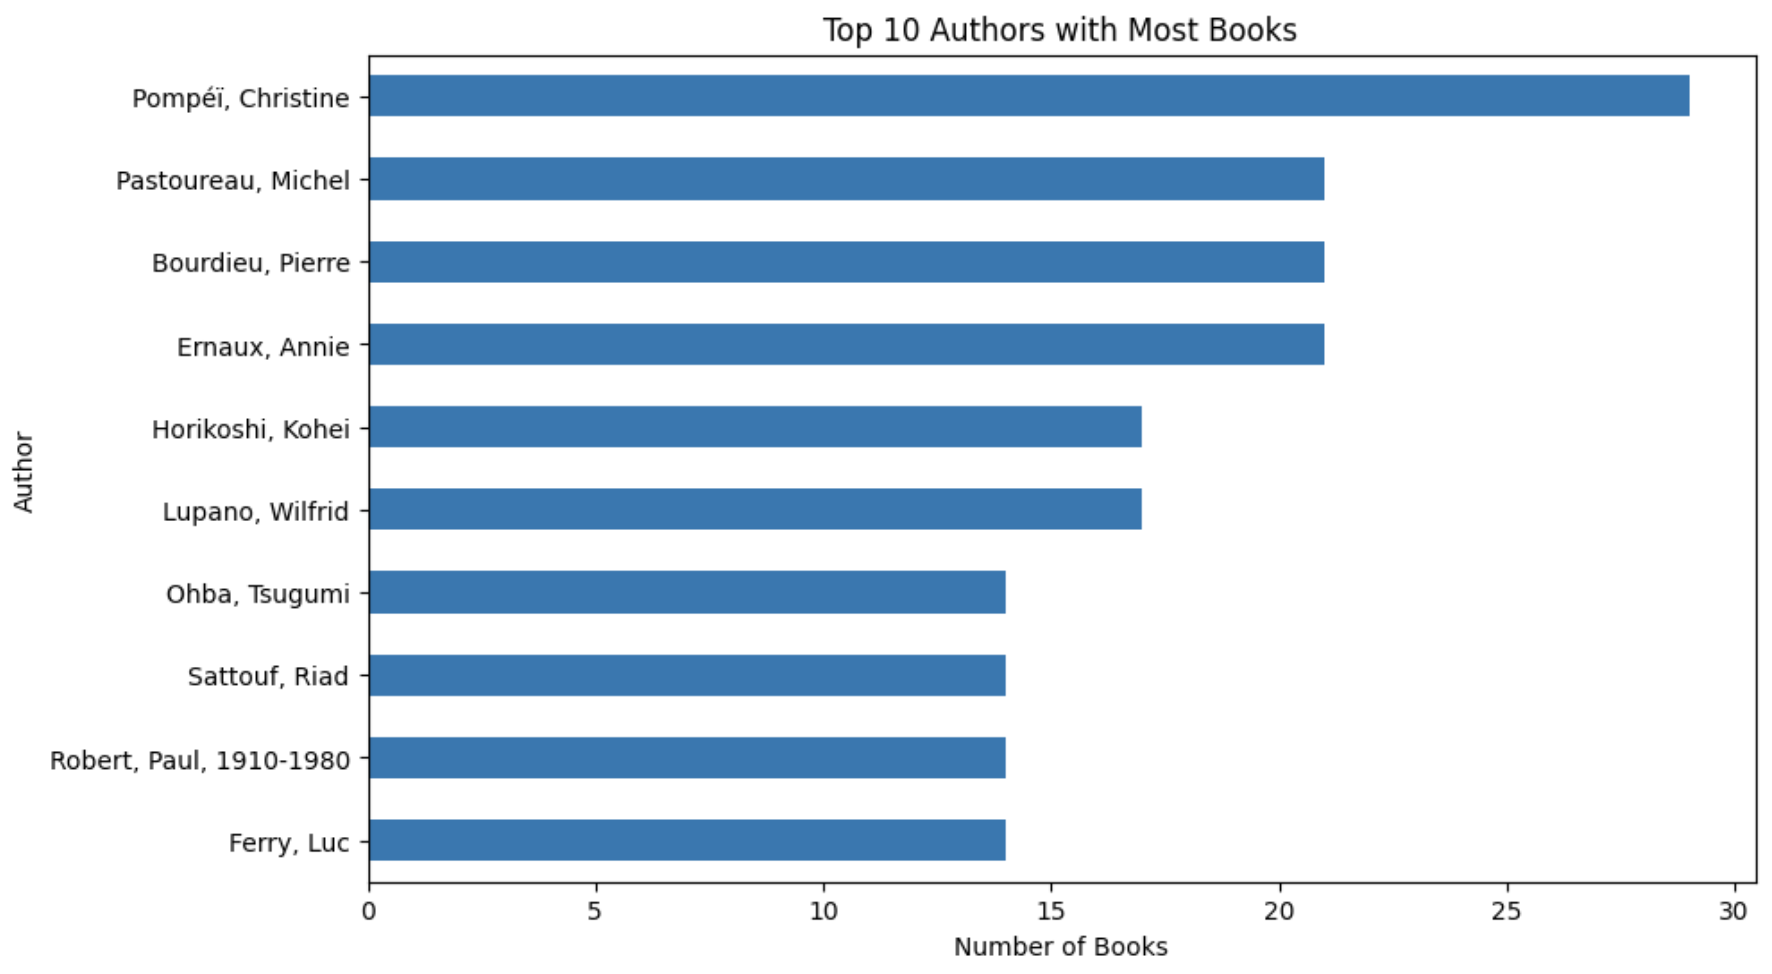 Top 10 Authors with Most Books
Author
Pompéï, Christine
Pastoureau, Michel
Bourdieu, Pierre
Ernaux, Annie
Horikoshi, Kohei
Lupano, Wilfrid
Ohba, Tsugumi
Sattouf, Riad
Robert, Paul, 1910-1980
Ferry, Luc
0 5 10 15 20 25 30
Number of Books